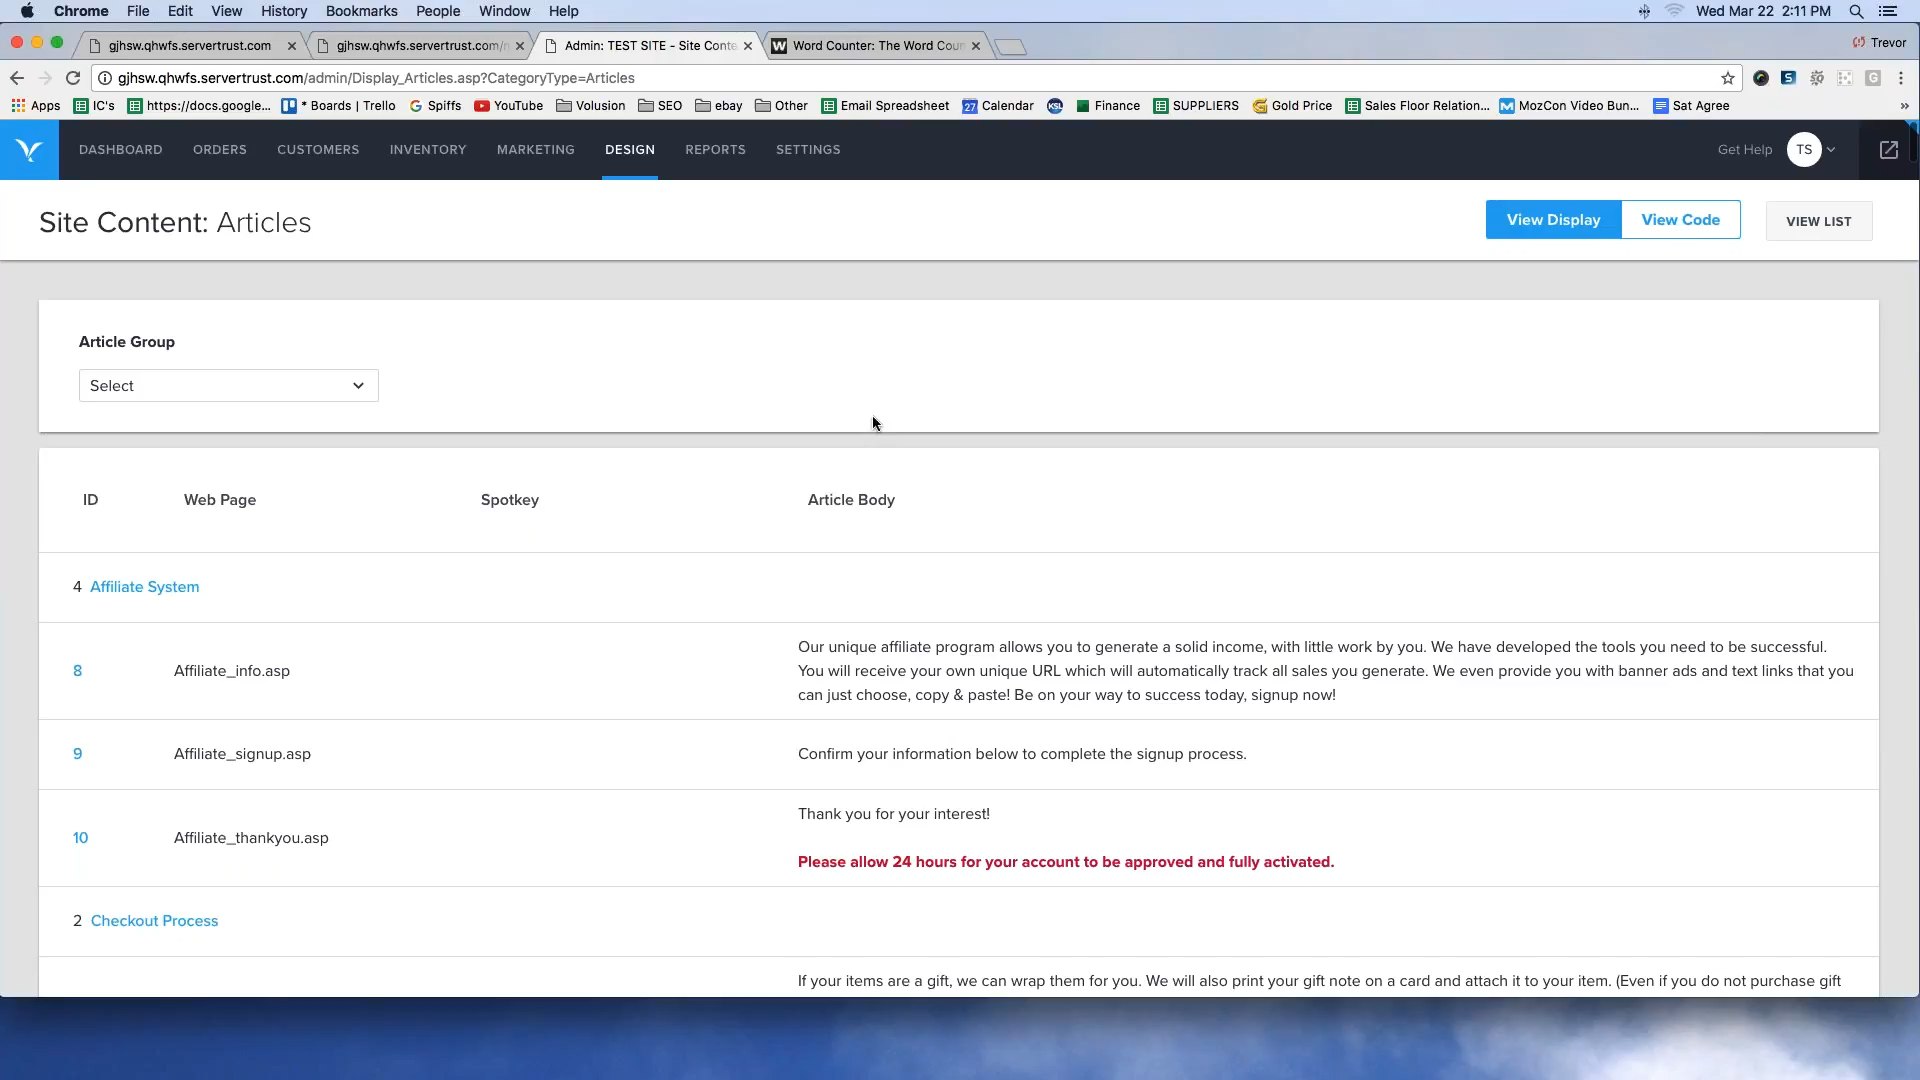 Chrome File Edit View History Bookmarks People Window Help Wed Mar 22 2:11 PM
gjhsw.qhwfs.servertrust.com gjhsw.qhwfs.servertrust.com/ Admin: TEST SITE - Site Conte Word Counter: The Word Coun Trevor
gjhsw.qhwfs.servertrust.com/admin/Display_Articles.asp?CategoryType=Articles
Apps IC's https://docs.google... * Boards | Trello Spiffs YouTube Volusion SEO ebay Other Email Spreadsheet 27 Calendar KSL Finance SUPPLIERS Gold Price Sales Floor Relation... MozCon Video Bun... Sat Agree »
DASHBOARD ORDERS CUSTOMERS INVENTORY MARKETING DESIGN REPORTS SETTINGS Get Help TS
Site Content: Articles View Display View Code VIEW LIST
Article Group
Select
ID Web Page Spotkey Article Body
4 Affiliate System
8 Affiliate_info.asp
Our unique affiliate program allows you to generate a solid income, with little work by you. We have developed the tools you need to be successful.
You will receive your own unique URL which will automatically track all sales you generate. We even provide you with banner ads and text links that you
can just choose, copy & paste! Be on your way to success today, signup now!
9 Affiliate_signup.asp Confirm your information below to complete the signup process.
10 Affiliate_thankyou.asp
Thank you for your interest!
Please allow 24 hours for your account to be approved and fully activated.
2 Checkout Process
If your items are a gift, we can wrap them for you. We will also print your gift note on a card and attach it to your item. (Even if you do not purchase gift